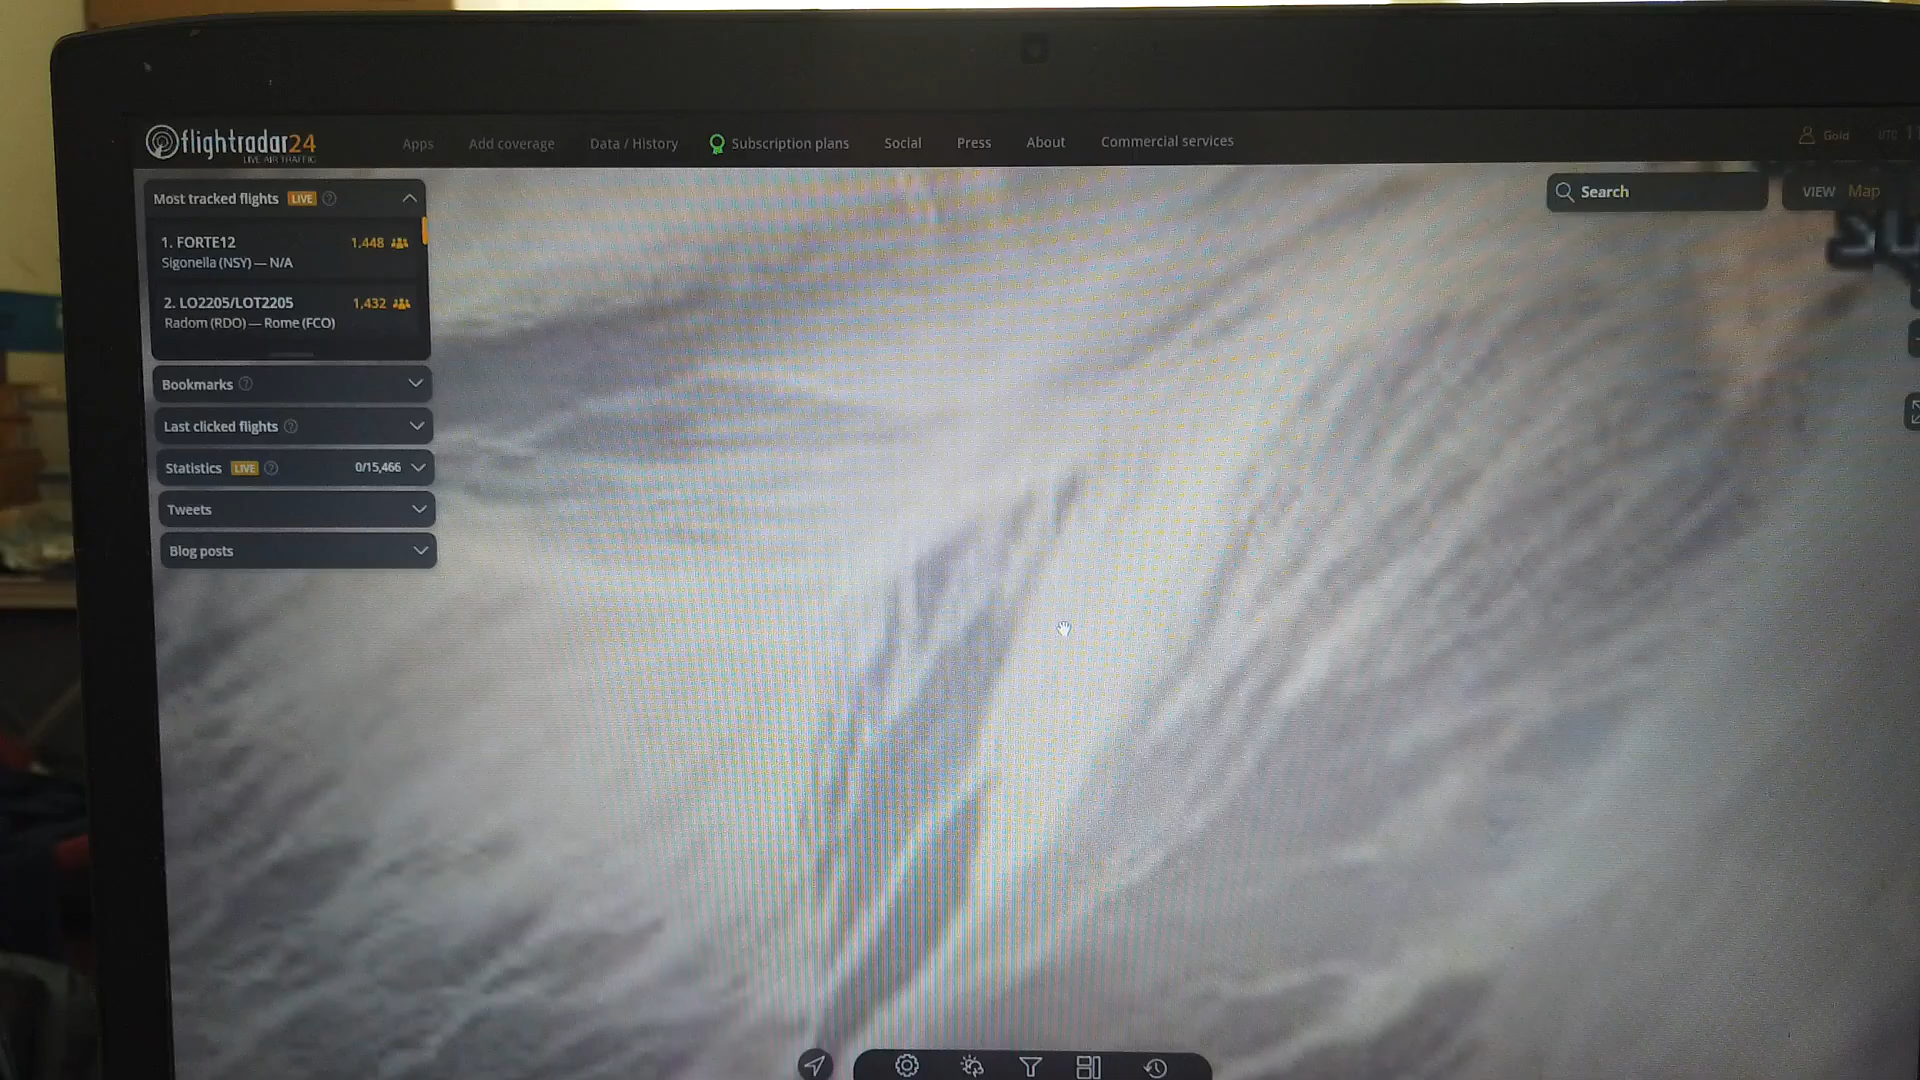 flightradar24
LIVE AIR TRAFFIC
Apps
Add coverage
Data / History
Subscription plans
Social
Press
About
Commercial services
Gold
UTC
Most tracked flights LIVE
1. FORTE12 1,448
Sigonella (NSY) — N/A
2. LO2205/LOT2205 1,432
Radom (RDO) — Rome (FCO)
Bookmarks
Last clicked flights
Statistics LIVE 0/15,466
Tweets
Blog posts
Search
VIEW Map